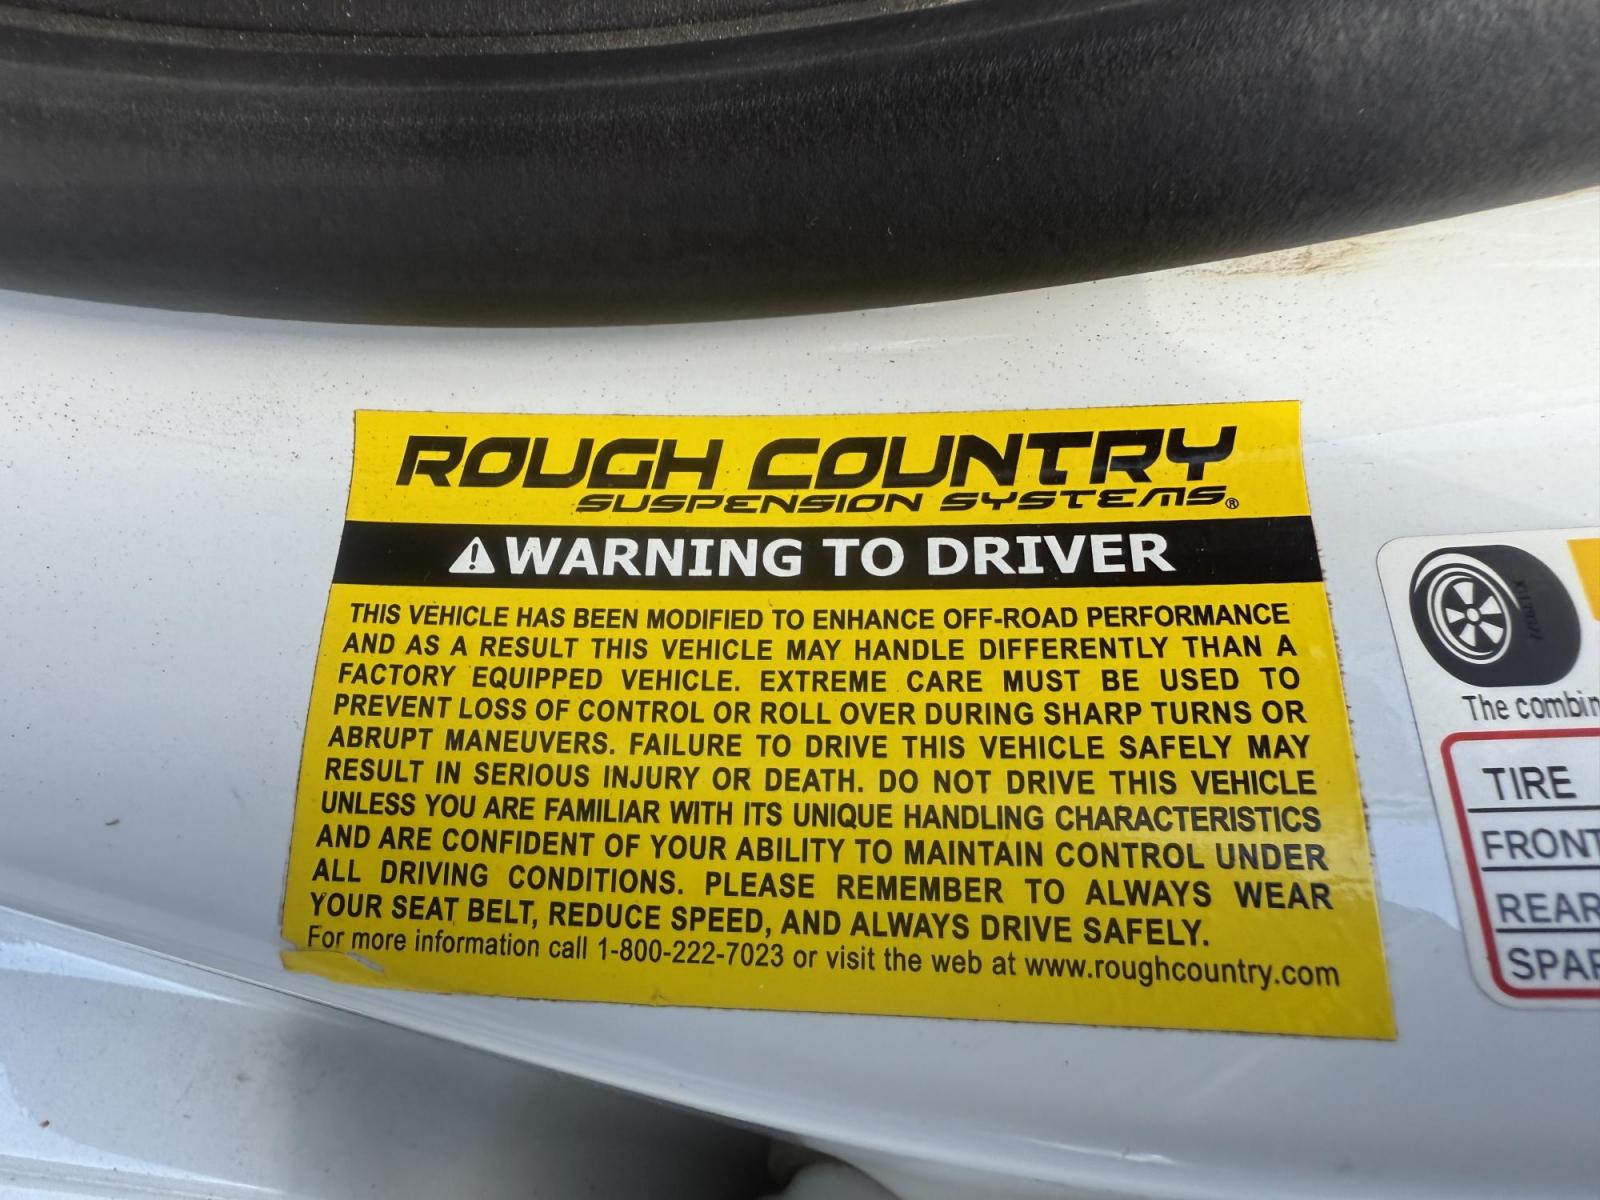 ROUGH COUNTRY
SUSPENSION SYSTEMS®
⚠WARNING TO DRIVER
THIS VEHICLE HAS BEEN MODIFIED TO ENHANCE OFF-ROAD PERFORMANCE
AND AS A RESULT THIS VEHICLE MAY HANDLE DIFFERENTLY THAN A
FACTORY EQUIPPED VEHICLE. EXTREME CARE MUST BE USED TO
PREVENT LOSS OF CONTROL OR ROLL OVER DURING SHARP TURNS OR
ABRUPT MANEUVERS. FAILURE TO DRIVE THIS VEHICLE SAFELY MAY
RESULT IN SERIOUS INJURY OR DEATH. DO NOT DRIVE THIS VEHICLE
UNLESS YOU ARE FAMILIAR WITH ITS UNIQUE HANDLING CHARACTERISTICS
AND ARE CONFIDENT OF YOUR ABILITY TO MAINTAIN CONTROL UNDER
ALL DRIVING CONDITIONS. PLEASE REMEMBER TO ALWAYS WEAR
YOUR SEAT BELT, REDUCE SPEED, AND ALWAYS DRIVE SAFELY.
For more information call 1-800-222-7023 or visit the web at www.roughcountry.com
The combin
TIRE
FRONT
REAR
SPAR